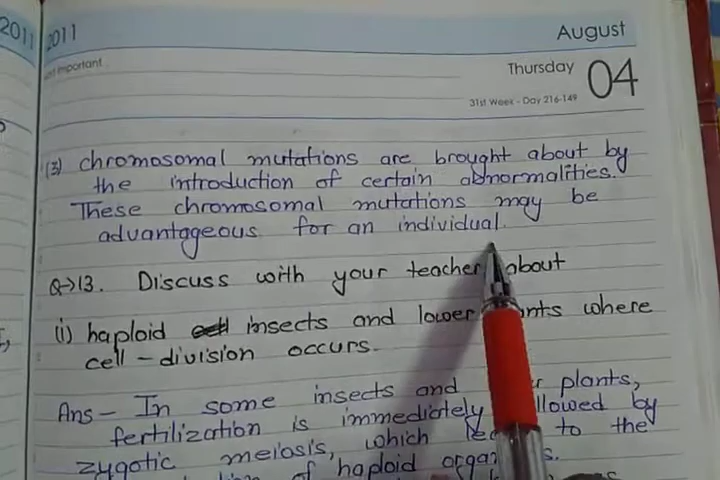 2011 2011 August
important
Thursday 04
31st Week - Day 216-149
(3) chromosomal mutations are brought about by
the introduction of certain abnormalities.
These chromosomal mutations may be
advantageous for an individual.
Q→13. Discuss with your teacher about
(i) haploid insects and lower where
cell-division occurs.
Ans - In some insects and plants,
fertilization is immediately by
zygotic meiosis, which to the
of haploid